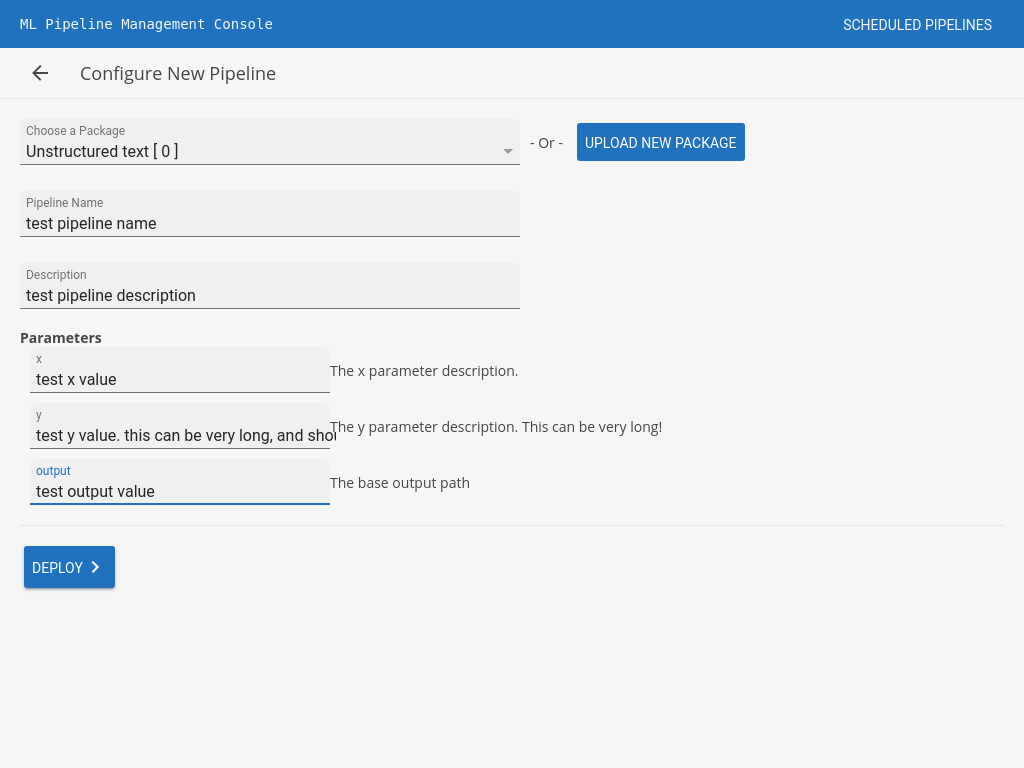 ML Pipeline Management Console
SCHEDULED PIPELINES
Configure New Pipeline
Choose a Package
Unstructured text [ 0 ]
- Or -
UPLOAD NEW PACKAGE
Pipeline Name
test pipeline name
Description
test pipeline description
Parameters
x
test x value
The x parameter description.
y
test y value. this can be very long, and shou
The y parameter description. This can be very long!
output
test output value
The base output path
DEPLOY